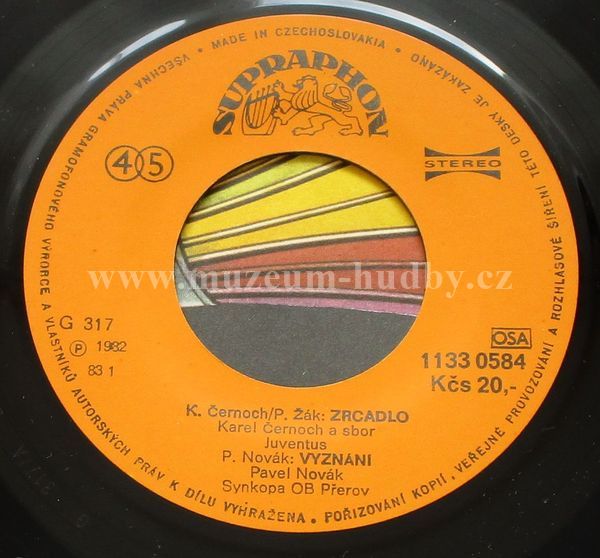 VŠECHNA PRÁVA GRAMOFONOVÉHO VÝROBCE A VLASTNÍKŮ AUTORSKÝCH PRÁV K DÍLU VYHRAŽENA • POŘIZOVÁNÍ KOPIÍ, VEŘEJNÉ PROVOZOVÁNÍ A ROZHLASOVÉ ŠÍŘENÍ TÉTO DESKY JE ZAKÁZÁNO
• MADE IN CZECHOSLOVAKIA •
SUPRAPHON
45
STEREO
www.muzeum-hudby.cz
G 317
℗ 1982
83 1
OSA
1133 0584
Kčs 20,-
K. Černoch/P. Žák: ZRCADLO
Karel Černoch a sbor
Juventus
P. Novák: VYZNÁNÍ
Pavel Novák
Synkopa OB Přerov